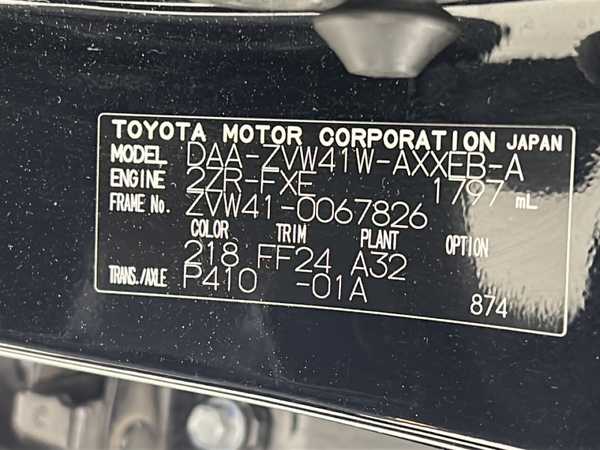 TOYOTA MOTOR CORPORATION JAPAN
MODEL DAA-ZVW41W-AXXEB-A
ENGINE 2ZR-FXE 1797 mL
FRAME No. ZVW41-0067826
COLOR TRIM PLANT OPTION
218 FF24 A32
TRANS./AXLE P410 -01A 874